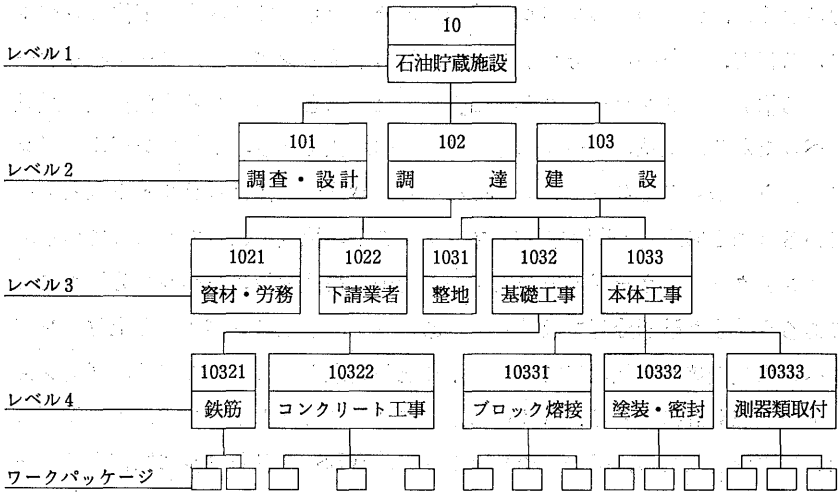 10
レベル1
石油貯蔵施設
101 102 103
レベル2
調査・設計 調達 建設
1021 1022 1031 1032 1033
レベル3
資材・労務 下請業者 整地 基礎工事 本体工事
10321 10322 10331 10332 10333
レベル4
鉄筋 コンクリート工事 ブロック熔接 塗装・密封 測器類取付
ワークパッケージ